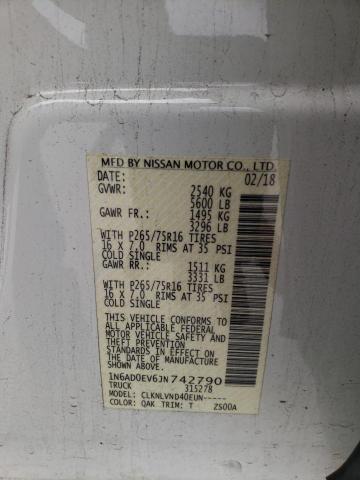 MFD BY NISSAN MOTOR CO., LTD.
DATE: 02/18
GVWR: 2540 KG
5600 LB
GAWR FR.: 1495 KG
3296 LB
WITH P265/75R16 TIRES
16 X 7.0 RIMS AT 35 PSI
COLD SINGLE
GAWR RR: 1511 KG
3331 LB
WITH P265/75R16 TIRES
16 X 7.0 RIMS AT 35 PSI
COLD SINGLE
THIS VEHICLE CONFORMS TO
ALL APPLICABLE FEDERAL
MOTOR VEHICLE SAFETY AND
THEFT PREVENTION STANDARDS
IN EFFECT ON THE DATE OF
MANUFACTURE SHOWN ABOVE.
1N6AD0EV6JN742790
TRUCK 315278
MODEL: CLKNLVND40EUN-----
COLOR: QAK TRIM: T ZS00A